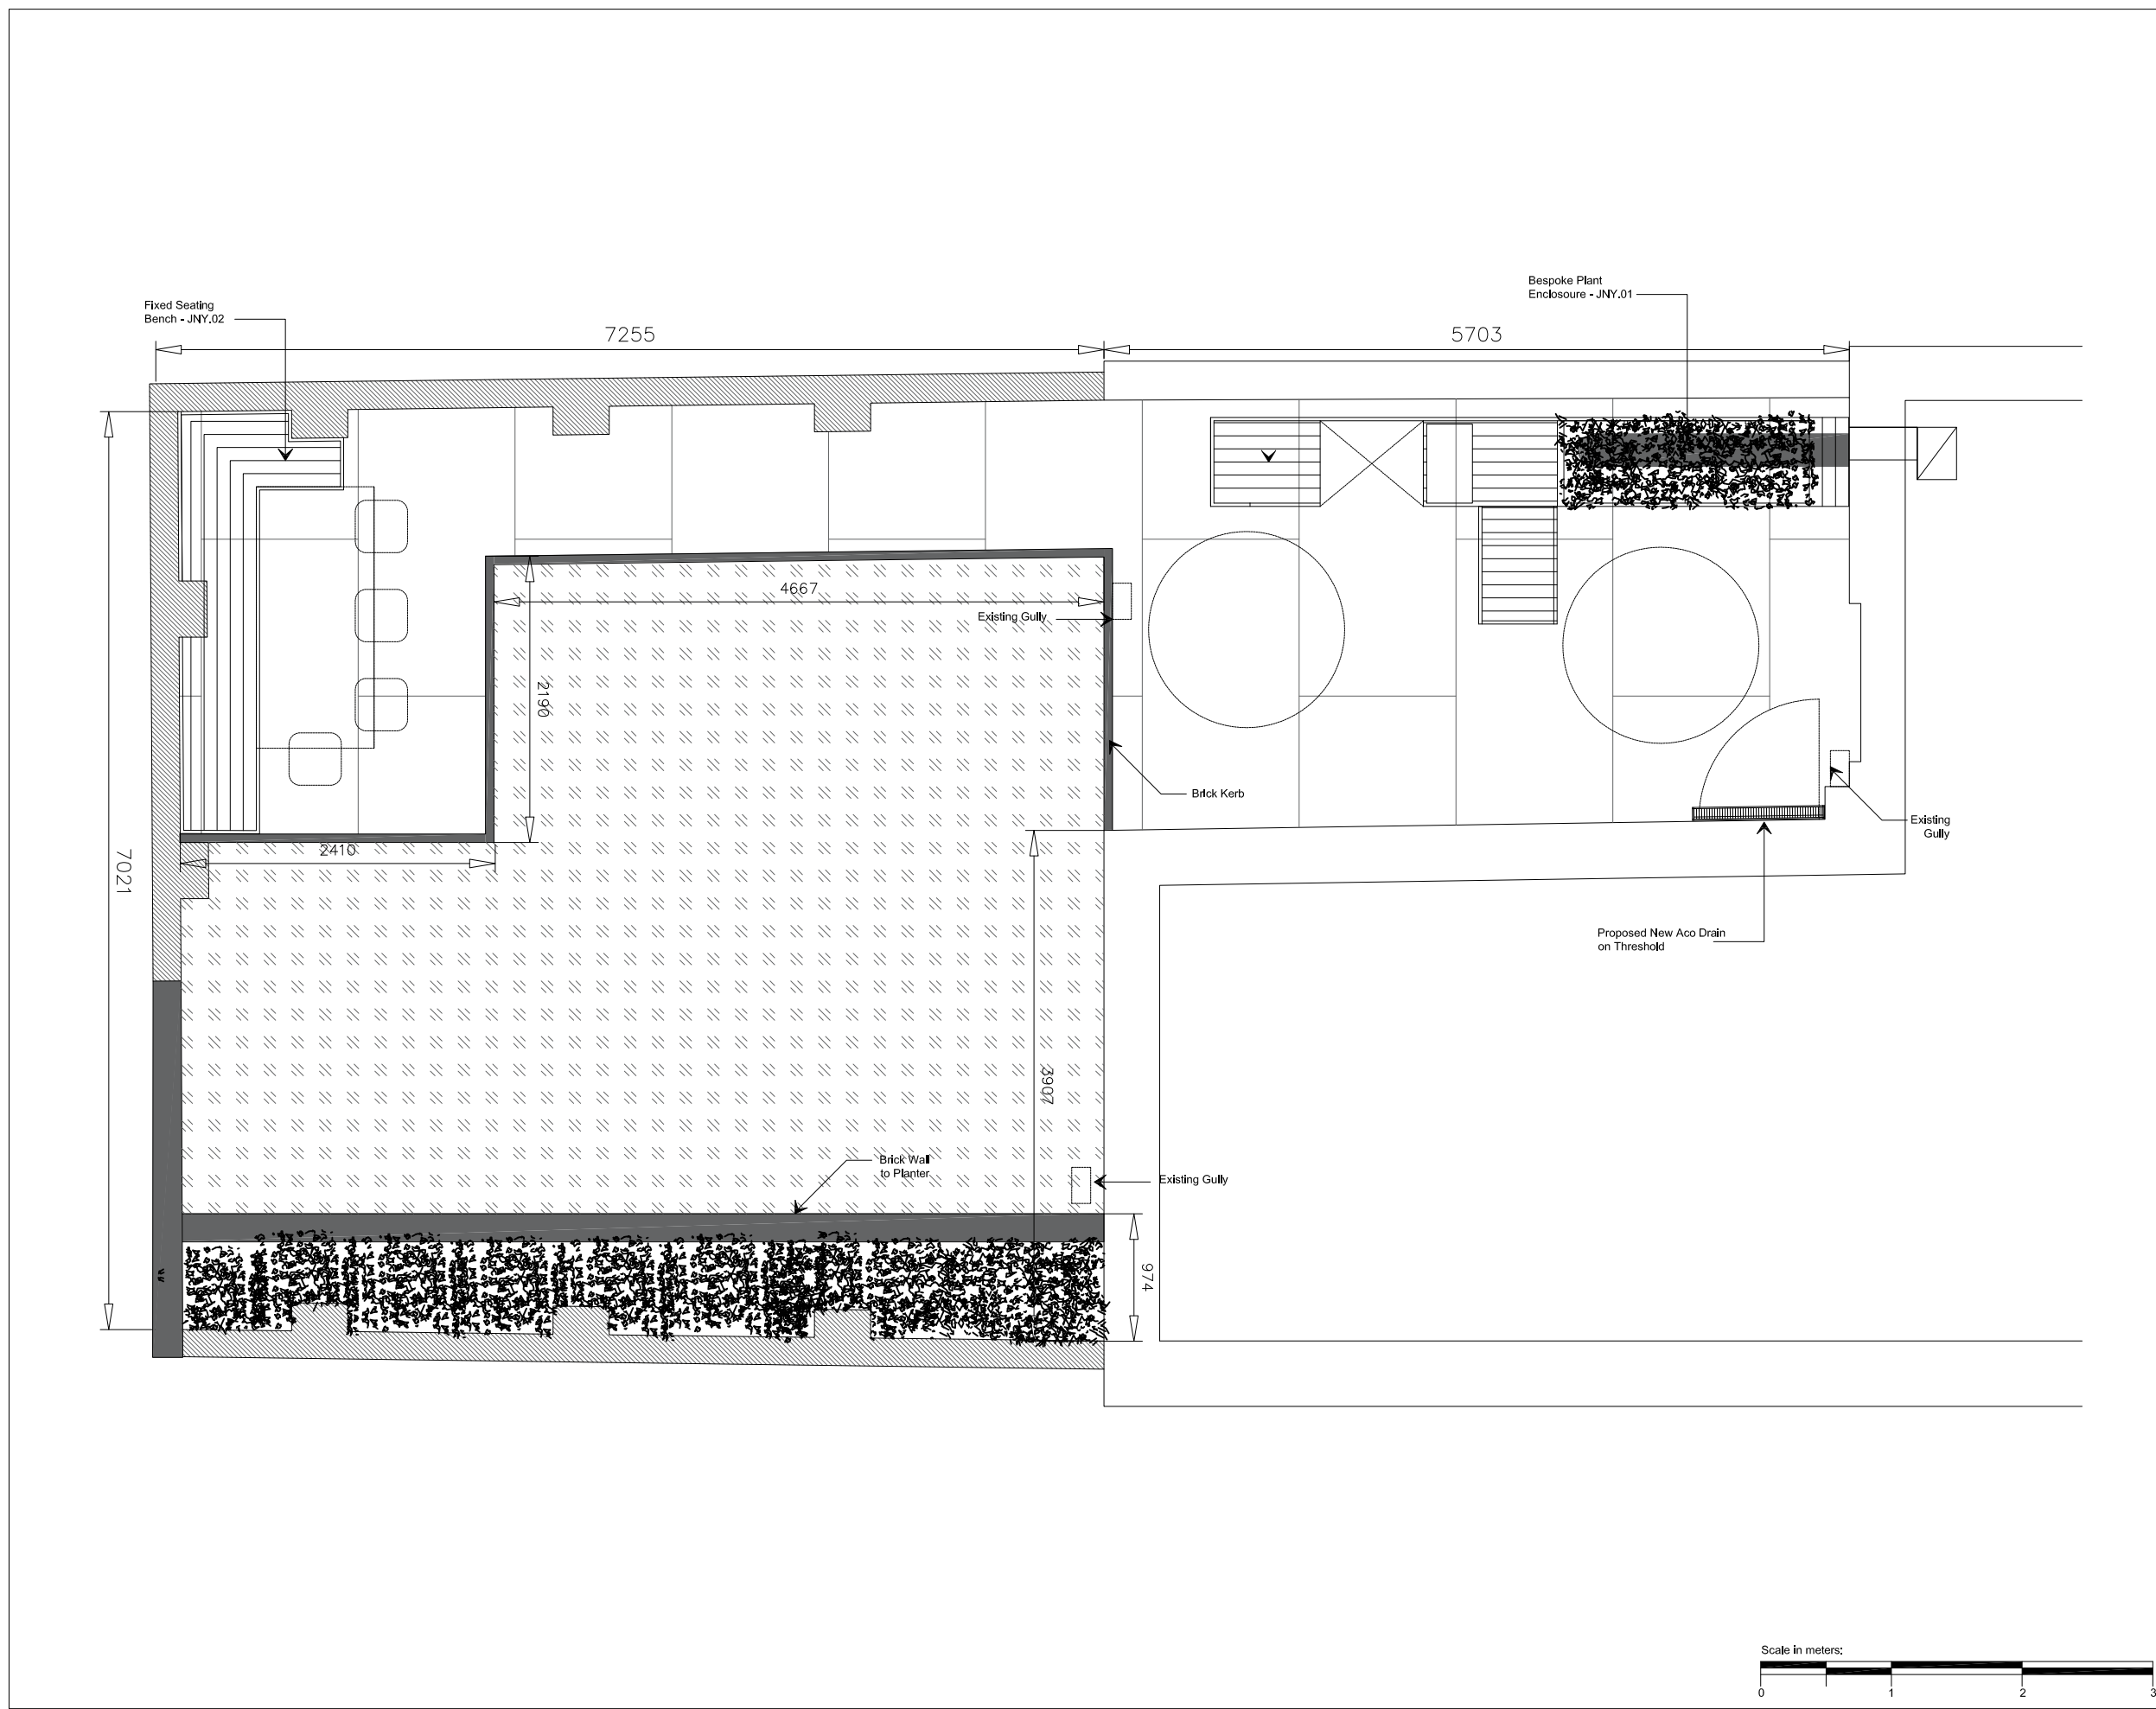 Bespoke Plant
Enclosoure - JNY.01
Fixed Seating
Bench - JNY.02
7255
5703
4667
Existing Gully
2190
Brick Kerb
Existing
Gully
2410
7021
Proposed New Aco Drain
on Threshold
3907
Brick Wall
to Planter
Existing Gully
974
Scale in meters:
0 1 2 3